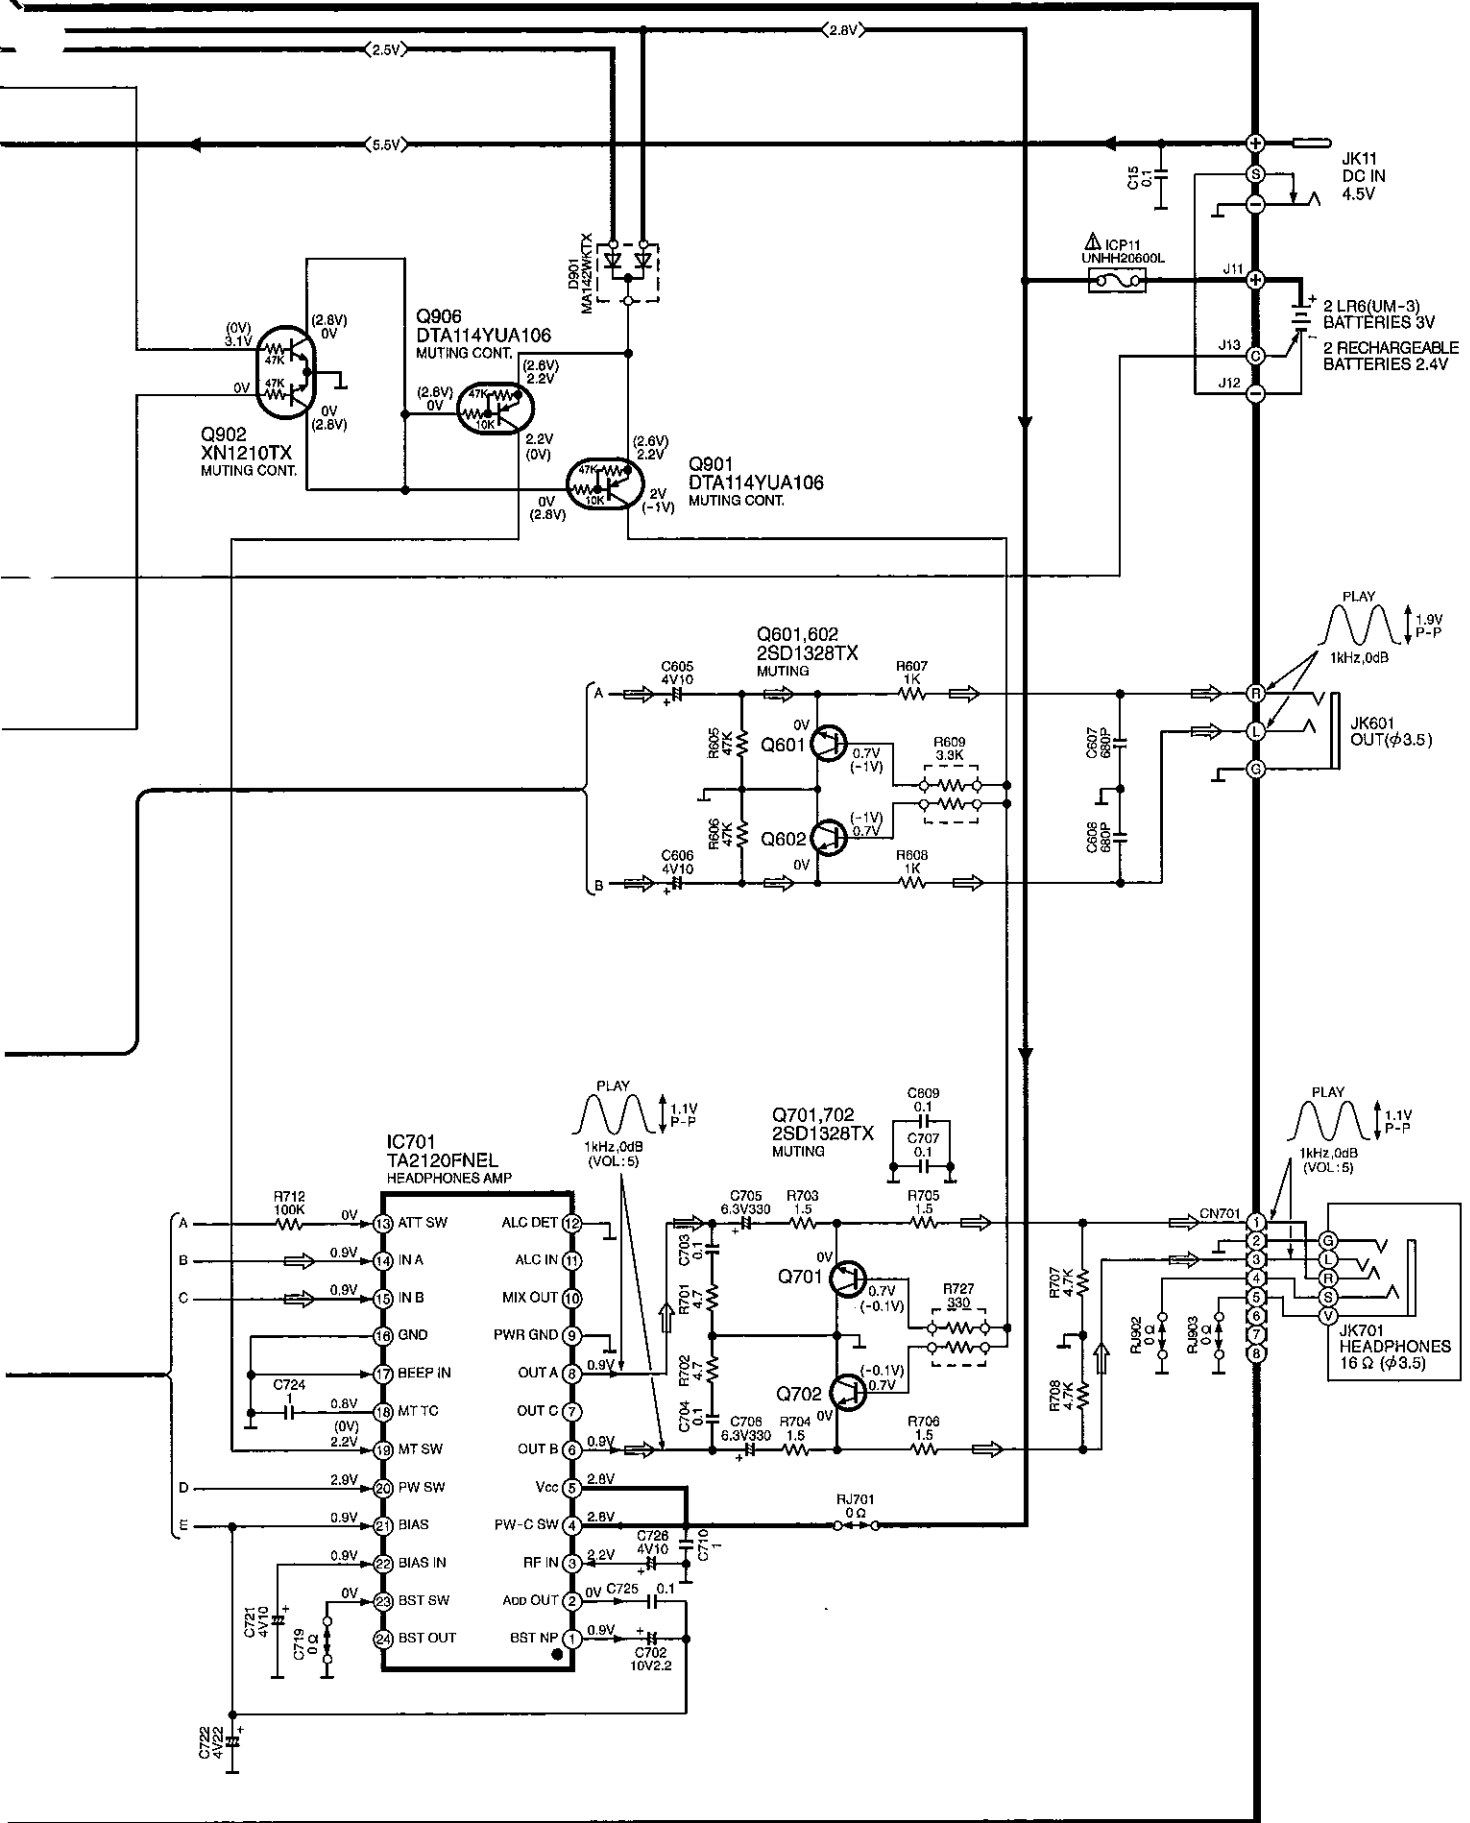 2.8V
2.5V
5.5V
C15
0.1
+
S
−
JK11
DC IN
4.5V
D901
MA142WKTX
ICP11
UNHH20600L
J11
+
+
−
2 LR6(UM-3)
BATTERIES 3V
J13
C
2 RECHARGEABLE
BATTERIES 2.4V
J12
−
(0V)
3.1V
(2.8V)
0V
47K
47K
0V
0V
(2.8V)
Q902
XN1210TX
MUTING CONT.
Q906
DTA114YUA106
MUTING CONT.
(2.6V)
2.2V
(2.8V)
0V
47K
10K
2.2V
(0V)
(2.6V)
2.2V
47K
10K
0V
(2.8V)
2V
(-1V)
Q901
DTA114YUA106
MUTING CONT.
PLAY
1.9V
P-P
1kHz,0dB
Q601,602
2SD1328TX
MUTING
A
C605
4V10
+
R607
1K
R
R605
47K
0V
Q601
0.7V
(-1V)
R609
3.3K
C607
680P
L
JK601
OUT(φ3.5)
G
R606
47K
Q602
(-1V)
0.7V
0V
C608
680P
B
C606
4V10
+
R608
1K
PLAY
1.1V
P-P
1kHz,0dB
(VOL:5)
Q701,702
2SD1328TX
MUTING
C609
0.1
C707
0.1
PLAY
1.1V
P-P
1kHz,0dB
(VOL:5)
IC701
TA2120FNEL
HEADPHONES AMP
A
R712
100K
0V
13 ATT SW
ALC DET 12
B
0.9V
14 IN A
ALC IN 11
C
0.9V
15 IN B
MIX OUT 10
16 GND
PWR GND 9
17 BEEP IN
OUT A 8
0.9V
C724
1
0.8V
18 MT TC
OUT C 7
(0V)
2.2V
19 MT SW
OUT B 6
0.9V
D
2.9V
20 PW SW
Vcc 5
2.8V
E
0.9V
21 BIAS
PW-C SW 4
2.8V
0.9V
22 BIAS IN
RF IN 3
2.2V
0V
23 BST SW
ADD OUT 2
0V
C725
0.1
24 BST OUT
BST NP 1
0.9V
+
C702
10V2.2
C726
4V10
+
C710
1
C721
4V10
+
C719
0Ω
C722
4V22
+
C703
0.1
R701
4.7
R702
4.7
C704
0.1
C705
6.3V330
+
R703
1.5
R705
1.5
0V
Q701
0.7V
(-0.1V)
R727
330
Q702
(-0.1V)
0.7V
0V
C706
6.3V330
+
R704
1.5
R706
1.5
RJ701
0Ω
R707
4.7K
R708
4.7K
RJ902
0Ω
RJ903
0Ω
CN701
1
2
3
4
5
6
7
8
G
L
R
S
V
JK701
HEADPHONES
16 Ω (φ3.5)